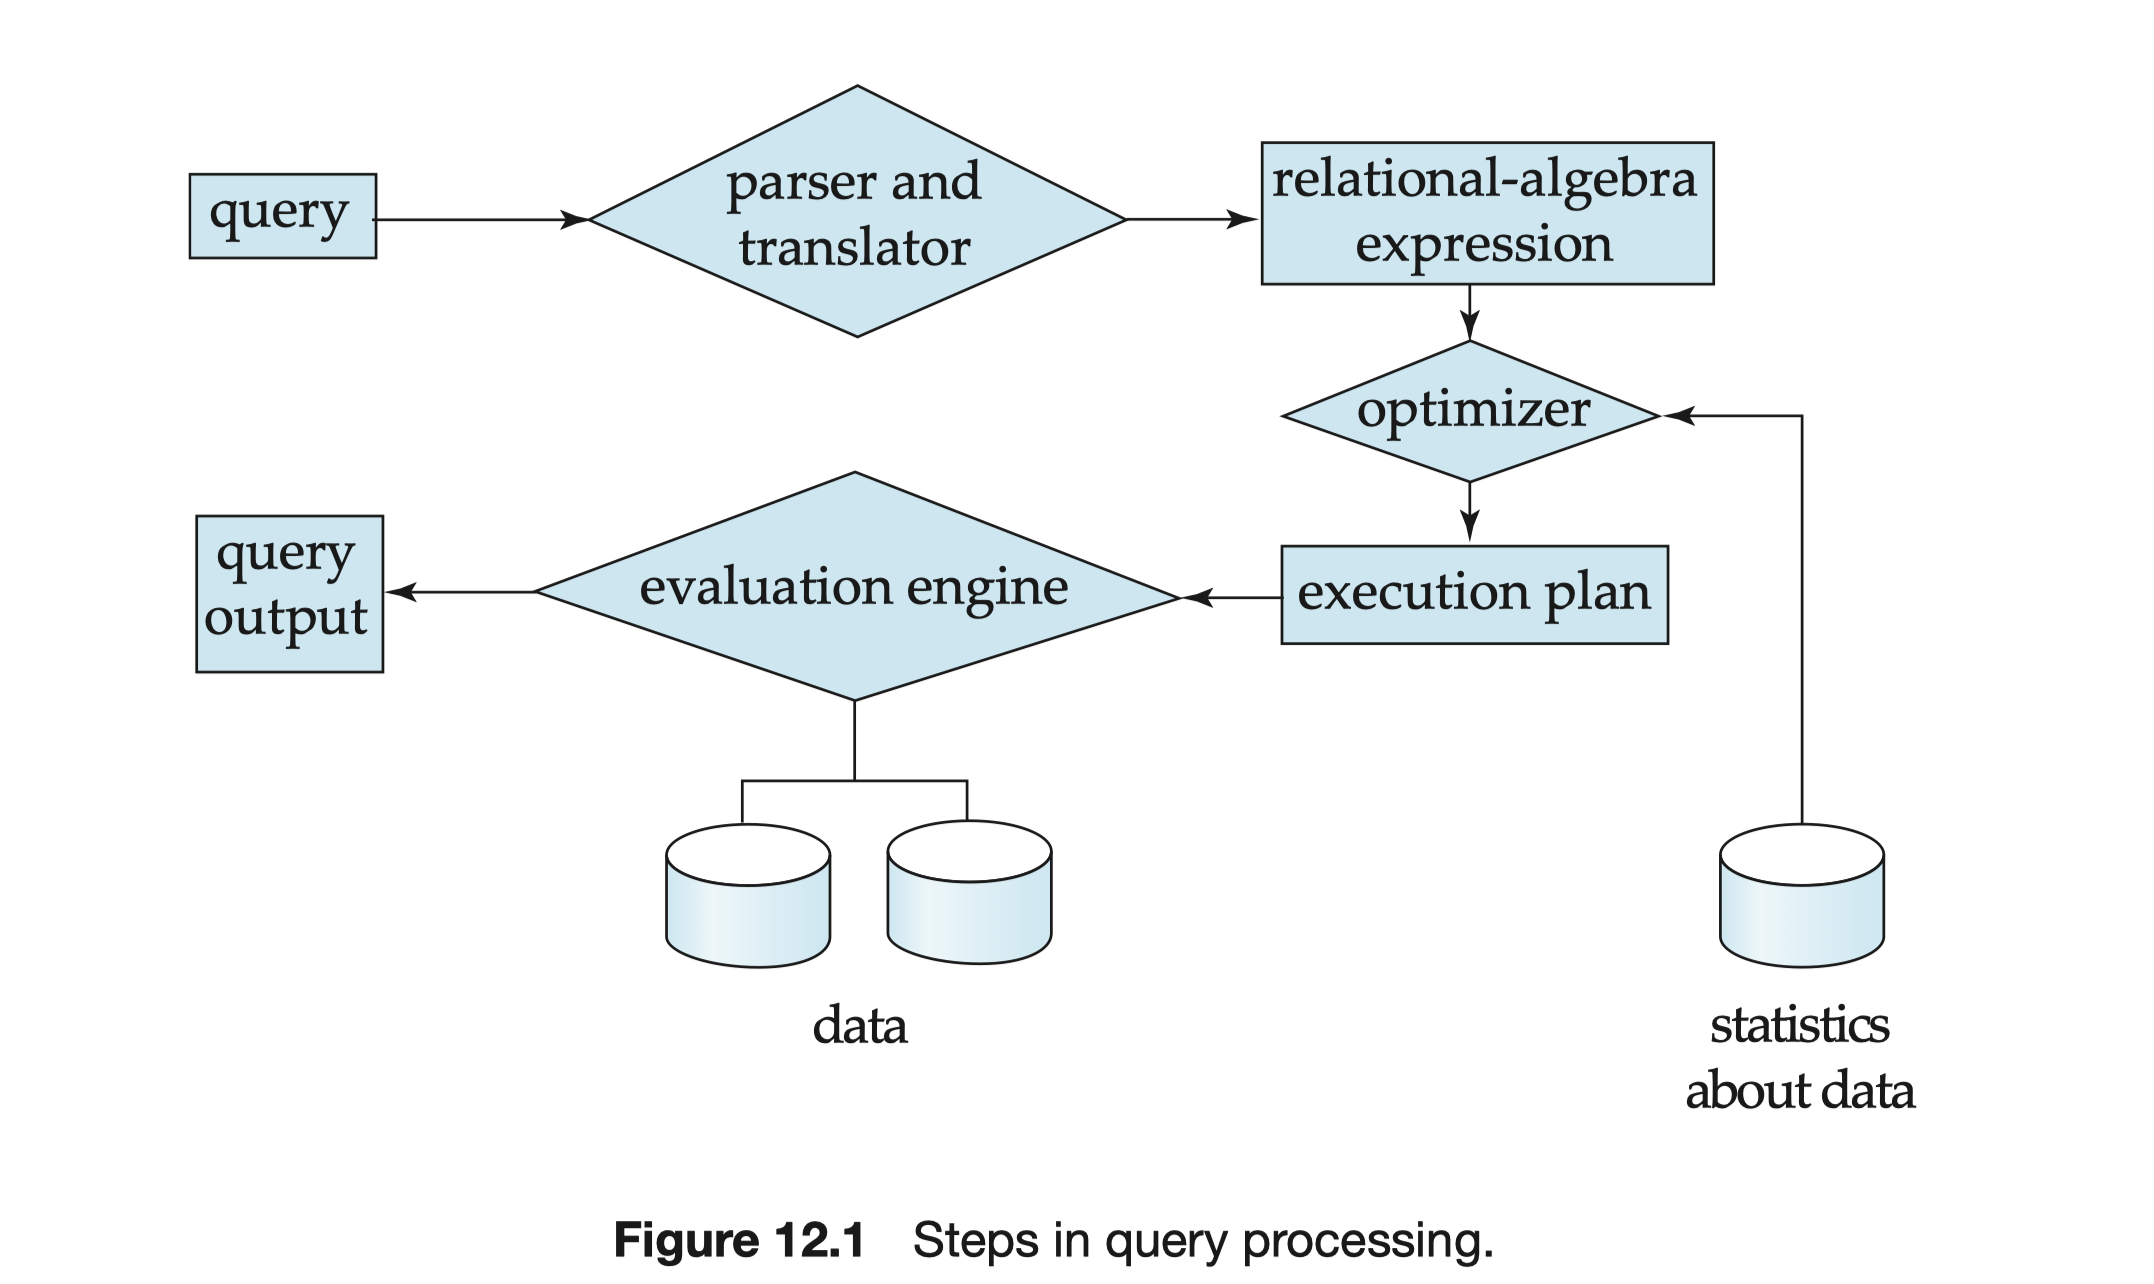 query
parser and
translator
relational-algebra
expression
optimizer
query
output
evaluation engine
execution plan
data
statistics
about data
Figure 12.1 Steps in query processing.